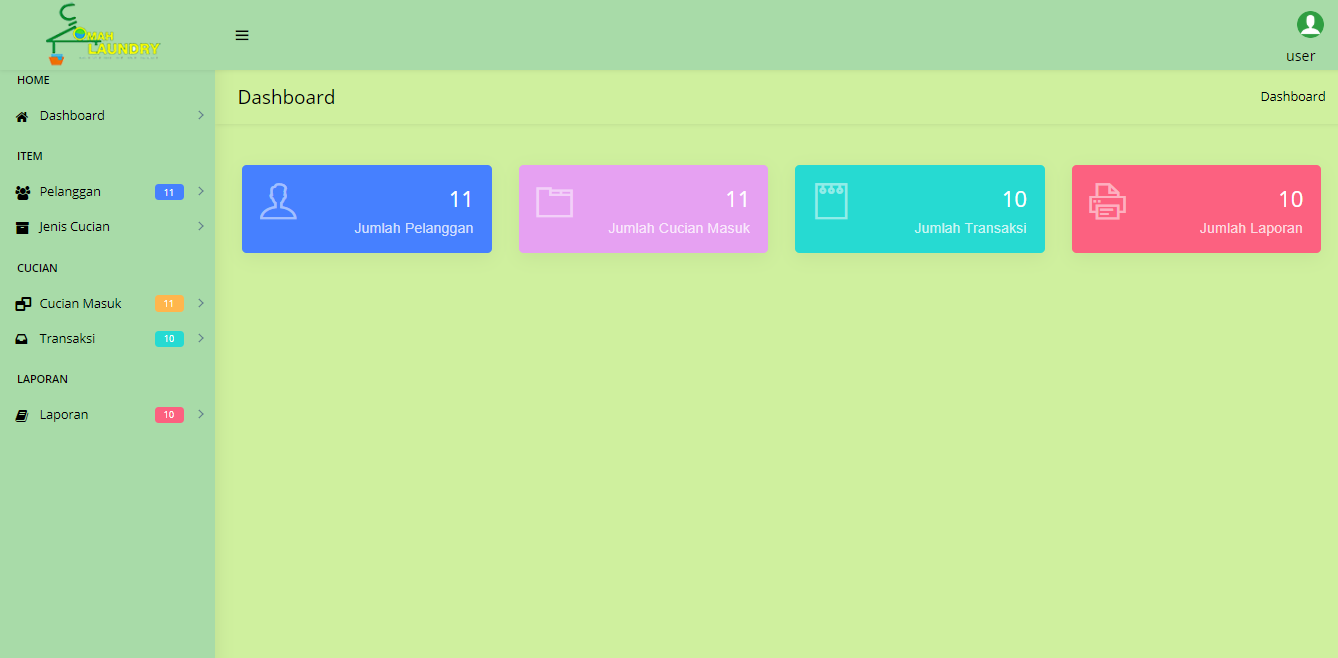 MAH
LAUNDRY
user
HOME
Dashboard
ITEM
Pelanggan 11
Jenis Cucian
CUCIAN
Cucian Masuk 11
Transaksi 10
LAPORAN
Laporan 10
Dashboard
Dashboard
11
Jumlah Pelanggan
11
Jumlah Cucian Masuk
10
Jumlah Transaksi
10
Jumlah Laporan